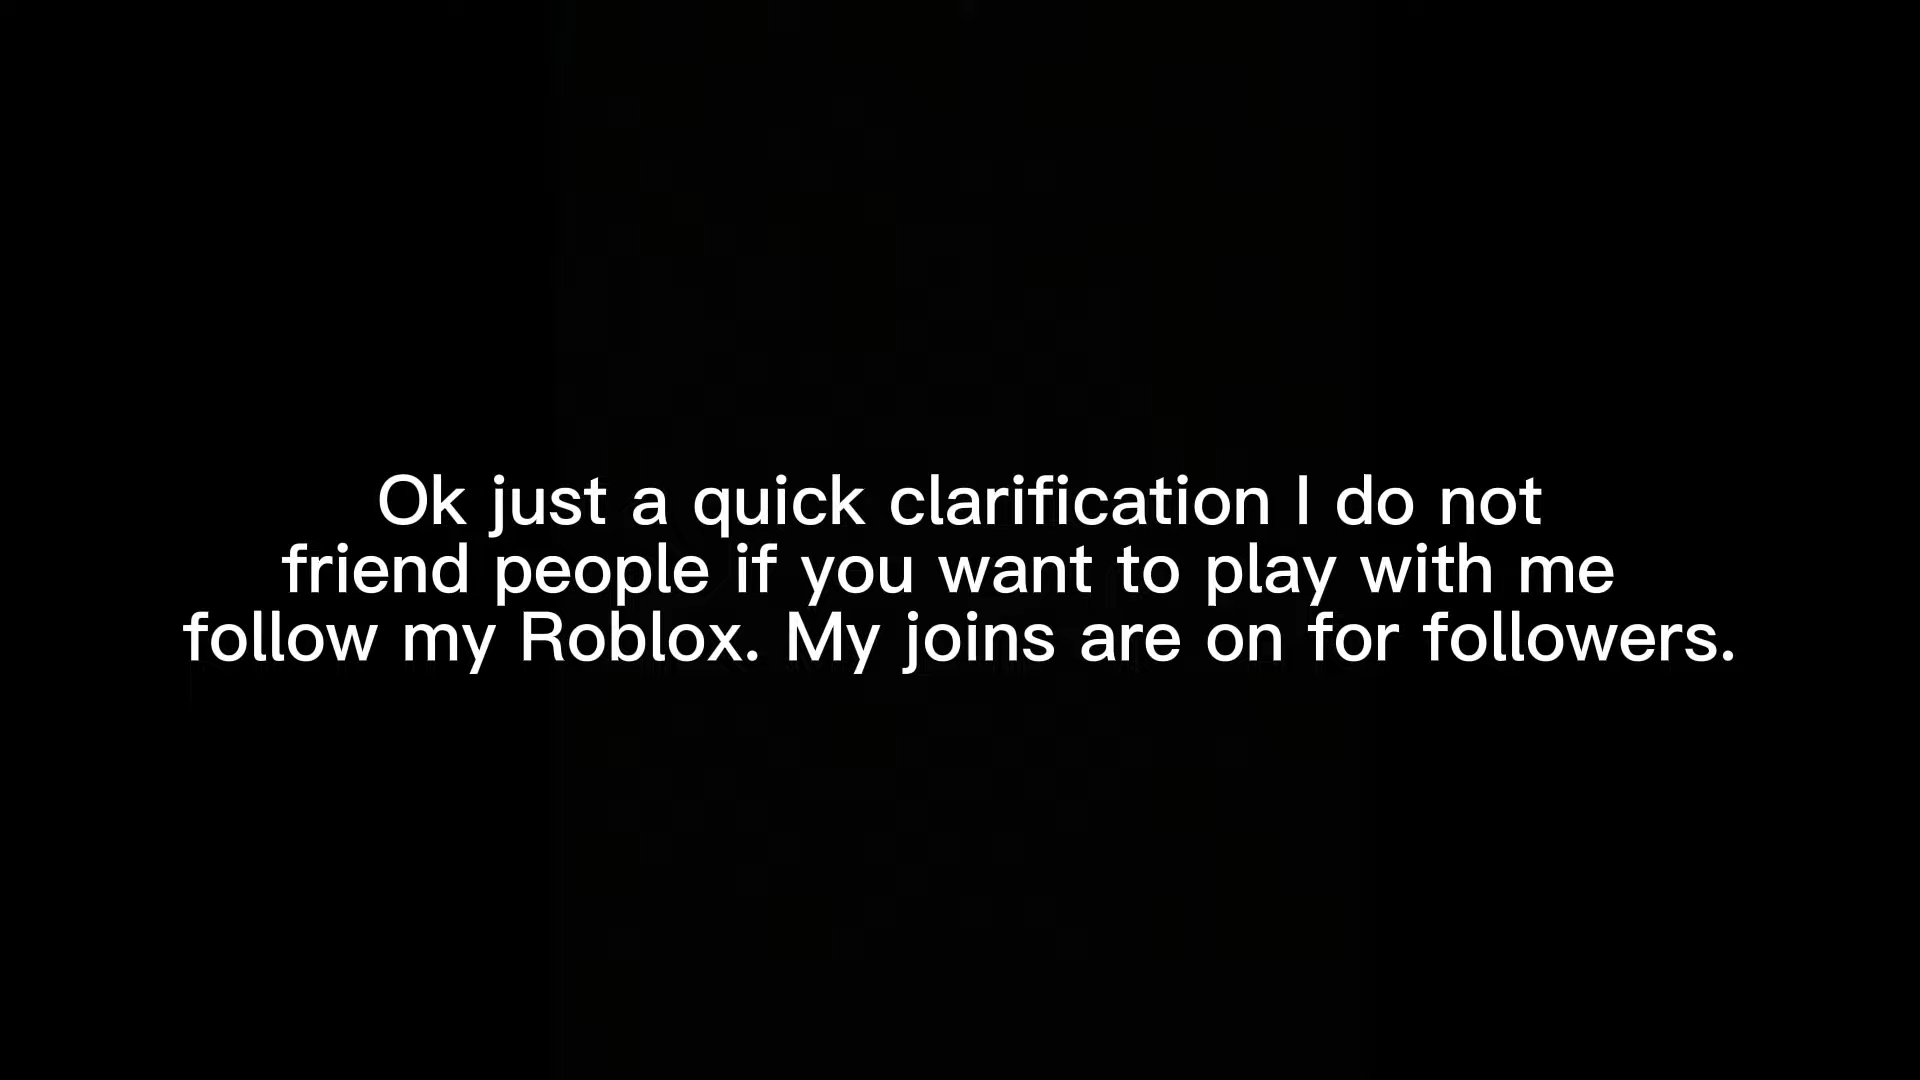 Ok just a quick clarification I do not
friend people if you want to play with me
follow my Roblox. My joins are on for followers.